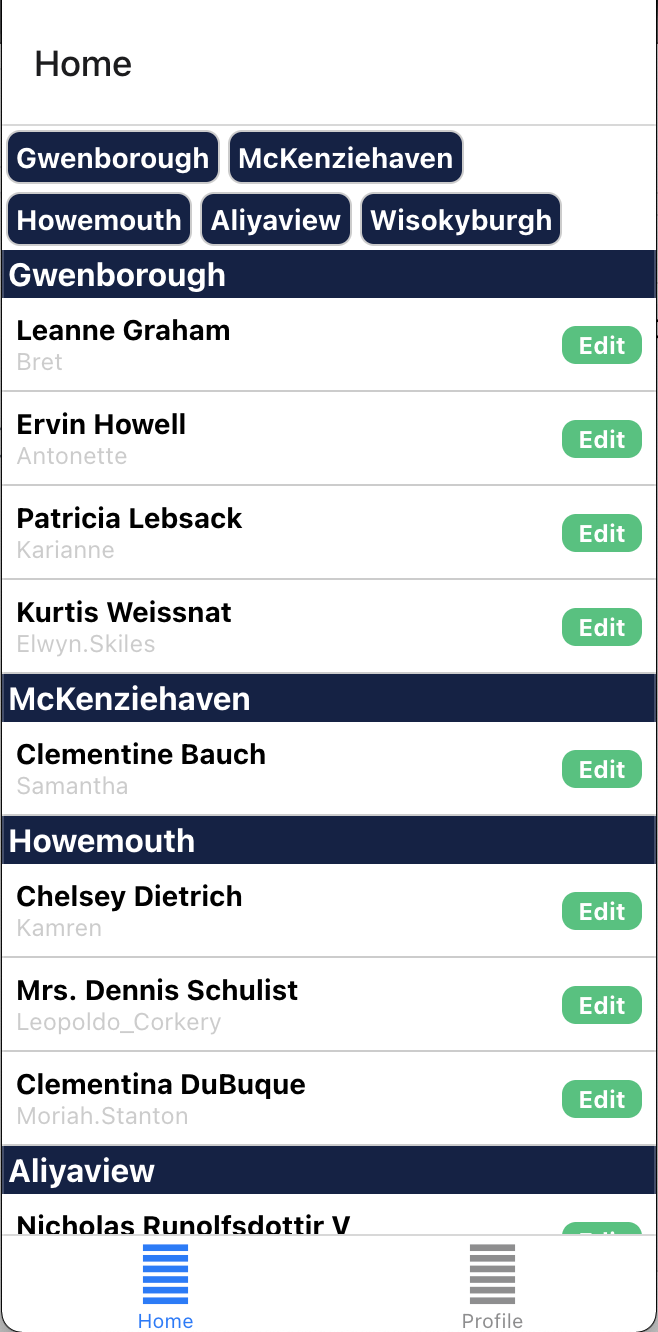 Home
Gwenborough McKenziehaven
Howemouth Aliyaview Wisokyburgh
Gwenborough
Leanne Graham
Bret
Edit
Ervin Howell
Antonette
Edit
Patricia Lebsack
Karianne
Edit
Kurtis Weissnat
Elwyn.Skiles
Edit
McKenziehaven
Clementine Bauch
Samantha
Edit
Howemouth
Chelsey Dietrich
Kamren
Edit
Mrs. Dennis Schulist
Leopoldo_Corkery
Edit
Clementina DuBuque
Moriah.Stanton
Edit
Aliyaview
Nicholas Runolfsdottir V
Edit
Home Profile